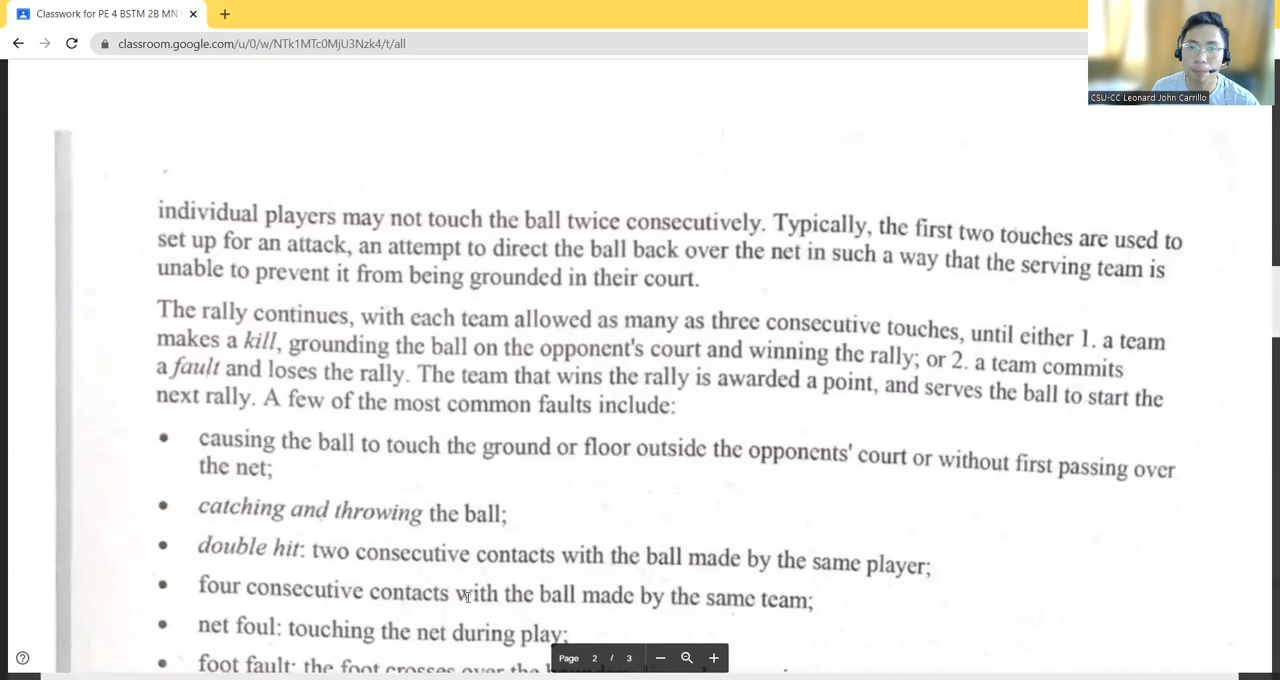 Classwork for PE 4 BSTM 2B MN
classroom.google.com/u/0/w/NTk1MTc0MjU3Nzk4/t/all
CSU-CC Leonard John Carrillo
individual players may not touch the ball twice consecutively. Typically, the first two touches are used to
set up for an attack, an attempt to direct the ball back over the net in such a way that the serving team is
unable to prevent it from being grounded in their court.
The rally continues, with each team allowed as many as three consecutive touches, until either 1. a team
makes a kill, grounding the ball on the opponent's court and winning the rally; or 2. a team commits
a fault and loses the rally. The team that wins the rally is awarded a point, and serves the ball to start the
next rally. A few of the most common faults include:
• causing the ball to touch the ground or floor outside the opponents' court or without first passing over
the net;
• catching and throwing the ball;
• double hit: two consecutive contacts with the ball made by the same player;
• four consecutive contacts with the ball made by the same team;
• net foul: touching the net during play;
• foot fault: the foot crosses over the
Page 2 / 3